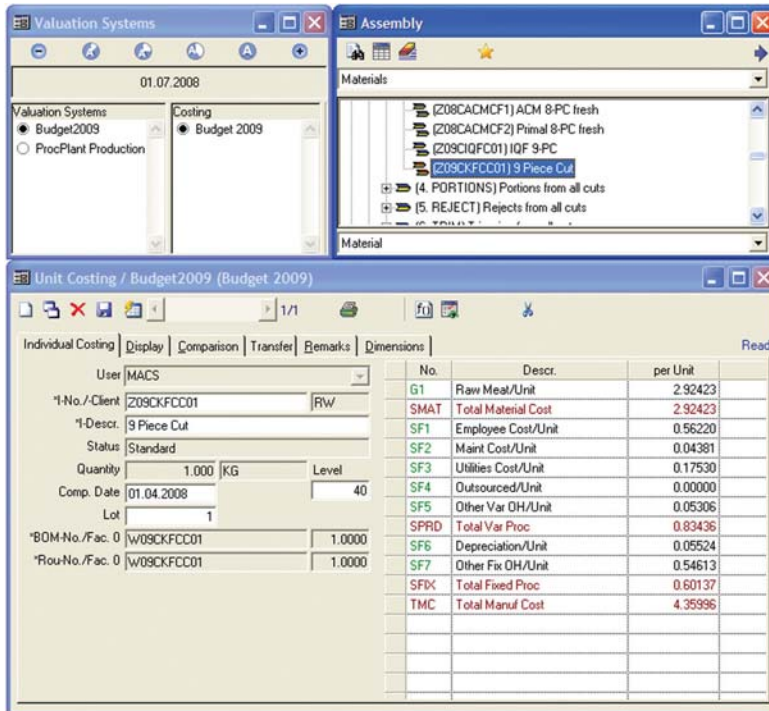 Valuation Systems
01.07.2008
Valuation Systems
Costing
Budget2009
Budget 2009
ProcPlant Production
Assembly
Materials
(Z08CACMCF1) ACM 8-PC fresh
(Z08CACMCF2) Primal 8-PC fresh
(Z09CIQFC01) IQF 9-PC
(Z09CKFCC01) 9 Piece Cut
(4. PORTIONS) Portions from all cuts
(5. REJECT) Rejects from all cuts
Material
Unit Costing / Budget2009 (Budget 2009)
1/1
f()
Individual Costing Display Comparison Transfer Remarks Dimensions Read
User MACS
*I-No./-Client Z09CKFCC01 RW
*I-Descr. 9 Piece Cut
Status Standard
Quantity 1.000 KG Level
Comp. Date 01.04.2008 40
Lot 1
*BOM-No./Fac. 0 W09CKFCC01 1.0000
*Rou-No./Fac. 0 W09CKFCC01 1.0000
No. Descr. per Unit
G1 Raw Meat/Unit 2.92423
SMAT Total Material Cost 2.92423
SF1 Employee Cost/Unit 0.56220
SF2 Maint Cost/Unit 0.04381
SF3 Utilities Cost/Unit 0.17530
SF4 Outsourced/Unit 0.00000
SF5 Other Var OH/Unit 0.05306
SPRD Total Var Proc 0.83436
SF6 Depreciation/Unit 0.05524
SF7 Other Fix OH/Unit 0.54613
SFIX Total Fixed Proc 0.60137
TMC Total Manuf Cost 4.35996